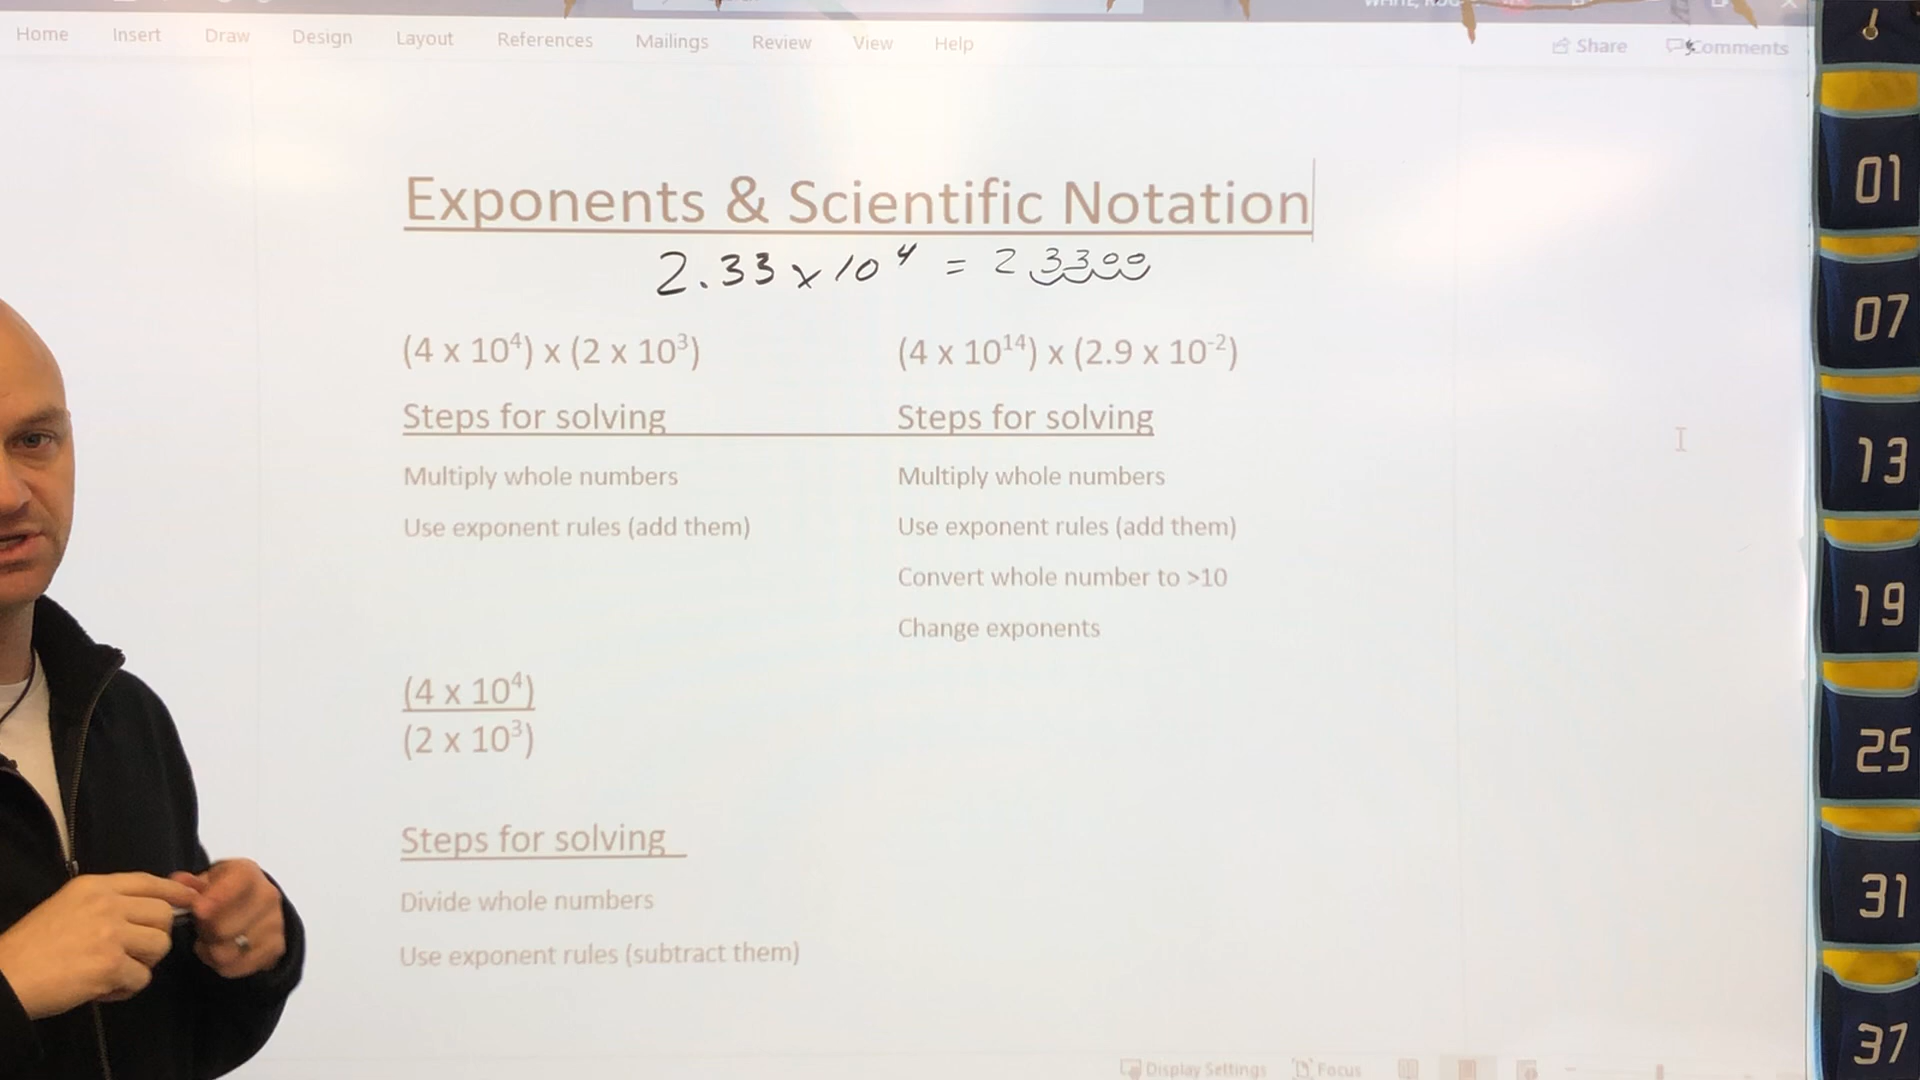 Home Insert Draw Design Layout References Mailings Review View Help Share Comments
Exponents & Scientific Notation
2.33 x 10⁴ = 23300
(4 x 10⁴) x (2 x 10³)
Steps for solving
Multiply whole numbers
Use exponent rules (add them)
(4 x 10¹⁴) x (2.9 x 10⁻²)
Steps for solving
Multiply whole numbers
Use exponent rules (add them)
Convert whole number to >10
Change exponents
(4 x 10⁴)
(2 x 10³)
Steps for solving
Divide whole numbers
Use exponent rules (subtract them)
Display Settings Focus
01
07
13
19
25
31
37